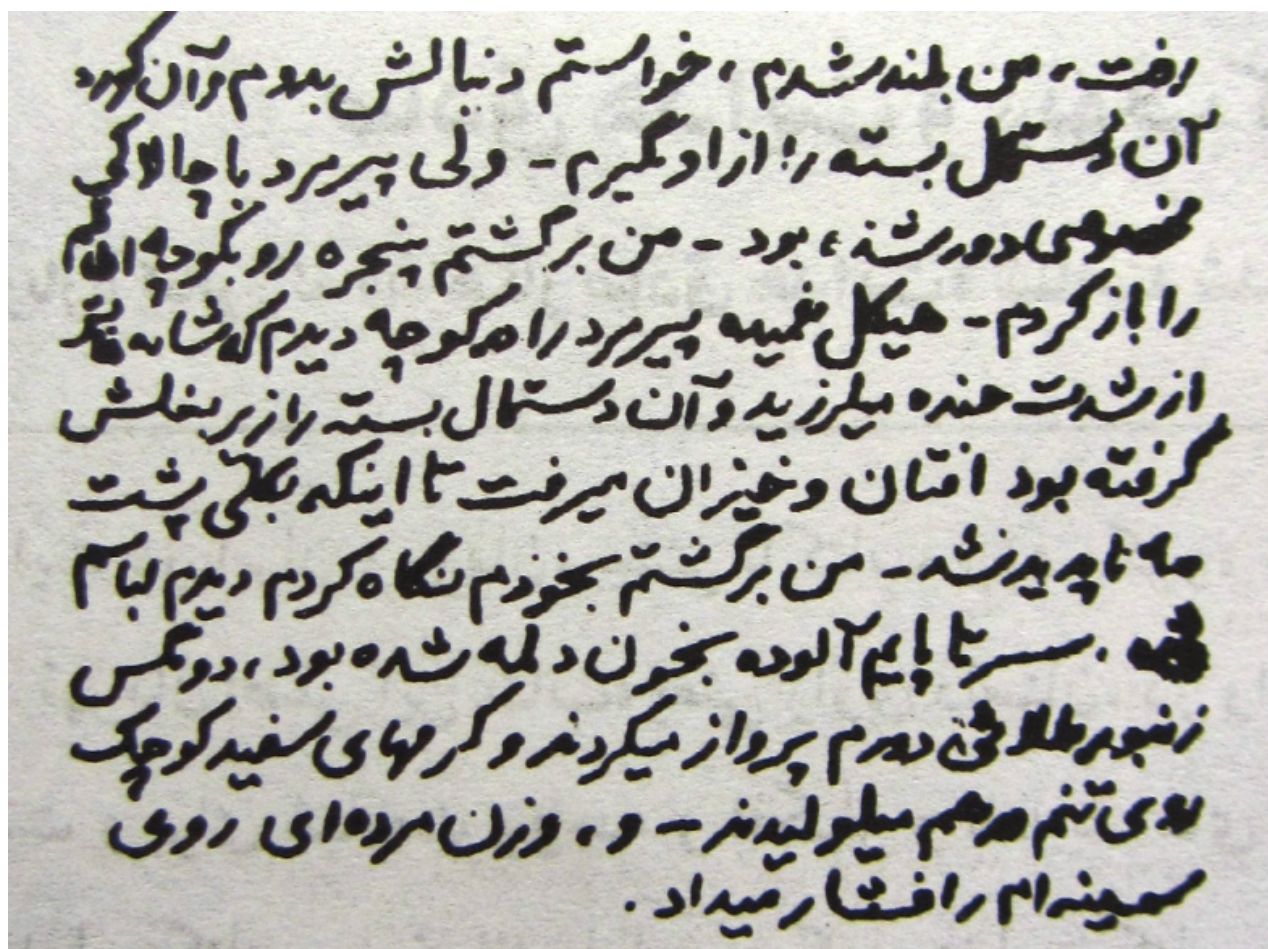 رفت، من بلند شدم، خواستم دنبالش بدوم و آن کوزه
آن دستمال بسته را از او بگیرم - ولی پیرمرد با چالاکی
مخصوصی دور شده بود - من برگشتم پنجره رو بکوچه اطاقم
را باز کردم - هیکل خمیده پیرمرد را در کوچه دیدم که شانه‌هایش
از شدت خنده میلرزید و آن دستمال بسته را زیر بغلش
گرفته بود افتان و خیزان میرفت تا اینکه بکلی پشت
مه ناپدید شد - من برگشتم بخودم نگاه کردم دیدم لباسم
، سر تا پایم آلوده بخون دلمه شده بود، دو مگس
زنبور طلائی دورم پرواز میکردند و کرمهای سفید کوچک
روی تنم در هم میلولیدند - و، وزن مرده‌ای روی
سینه‌ام را فشار میداد .